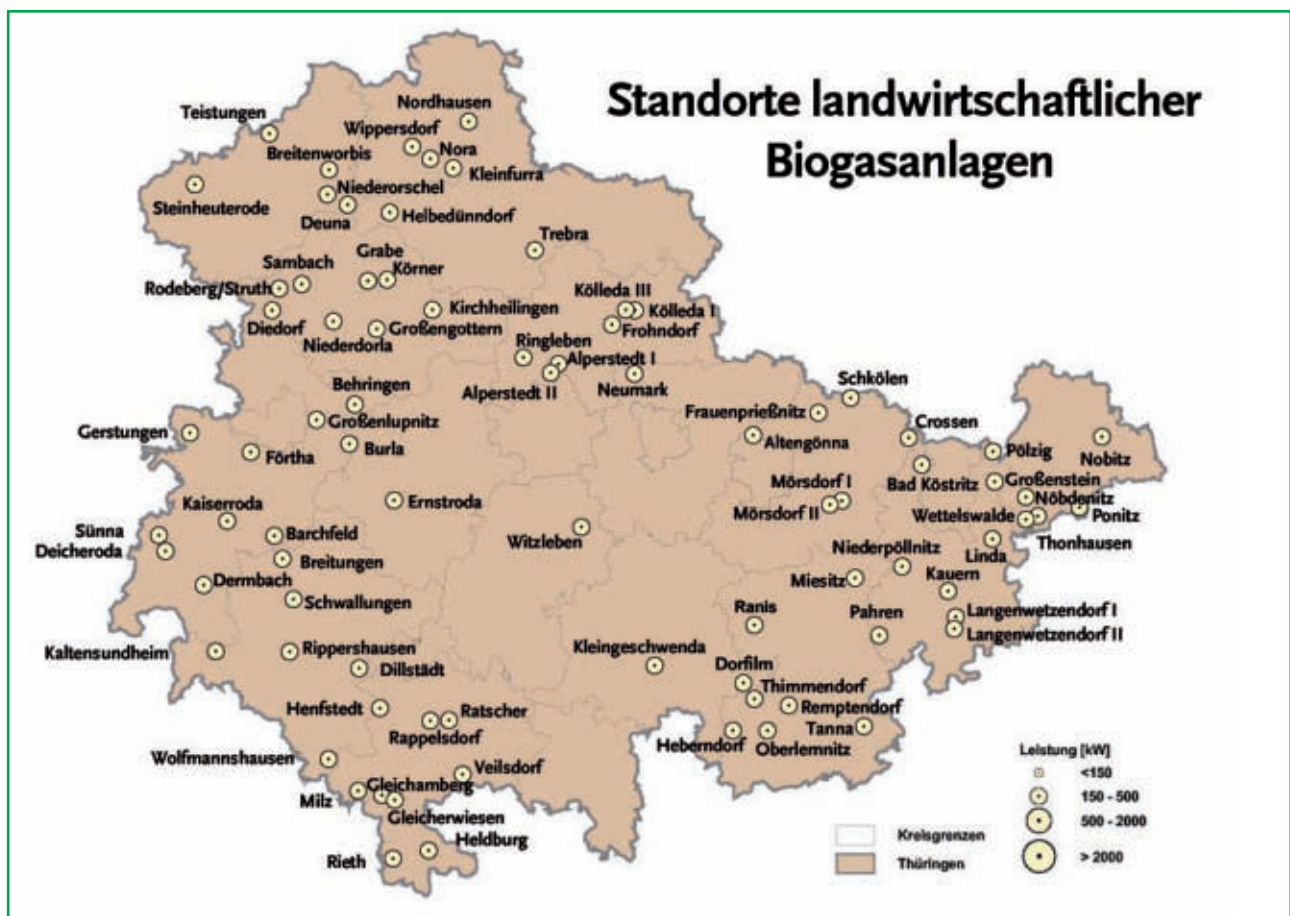 Standorte landwirtschaftlicher
Biogasanlagen
Nordhausen
Teistungen
Wippersdorf
Breitenworbis
Nora
Kleinfurra
Niederorschel
Steinheuterode
Deuna
Helbedünndorf
Trebra
Grabe
Sambach
Körner
Rodeberg/Struth
Kölleda III
Kirchheilingen
Kölleda I
Diedorf
Großengottern
Frohndorf
Niederdorla
Ringleben
Alperstedt I
Behringen
Alperstedt II
Neumark
Schkölen
Großenlupnitz
Frauenprießnitz
Crossen
Gerstungen
Altengönna
Burla
Förtha
Pölzig
Nobitz
Mörsdorf I
Bad Köstritz
Großenstein
Kaiserroda
Ernstroda
Nöbdenitz
Mörsdorf II
Wettelswalde
Ponitz
Sünna
Barchfeld
Witzleben
Niederpöllnitz
Thonhausen
Deicheroda
Linda
Breitungen
Kauern
Dermbach
Miesitz
Schwallungen
Ranis
Pahren
Langenwetzendorf I
Langenwetzendorf II
Kaltensundheim
Rippershausen
Kleingeschwenda
Dillstädt
Dorfilm
Thimmendorf
Henfstedt
Ratscher
Remptendorf
Rappelsdorf
Tanna
Heberndorf
Oberlemnitz
Wolfmannshausen
Veilsdorf
Gleichamberg
Milz
Gleicherwiesen
Heldburg
Rieth
Leistung [kW]
<150
150 - 500
500 - 2000
> 2000
Kreisgrenzen
Thüringen